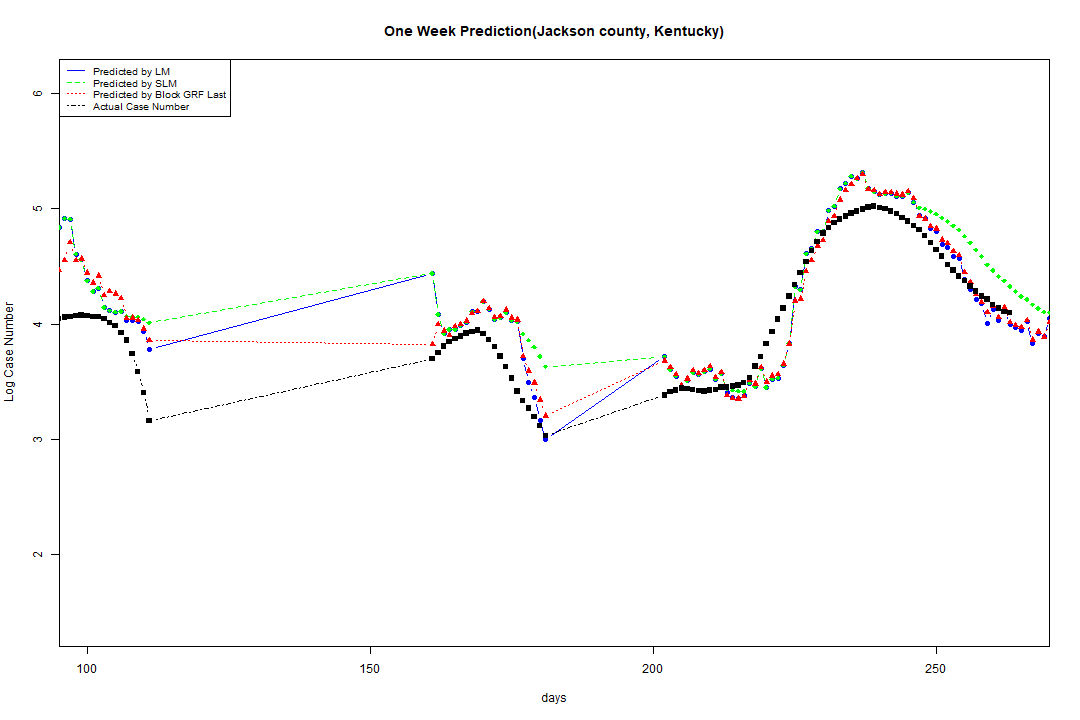 One Week Prediction(Jackson county, Kentucky)
Predicted by LM
Predicted by SLM
Predicted by Block GRF Last
Actual Case Number
6
5
4
3
2
Log Case Number
100 150 200 250
days